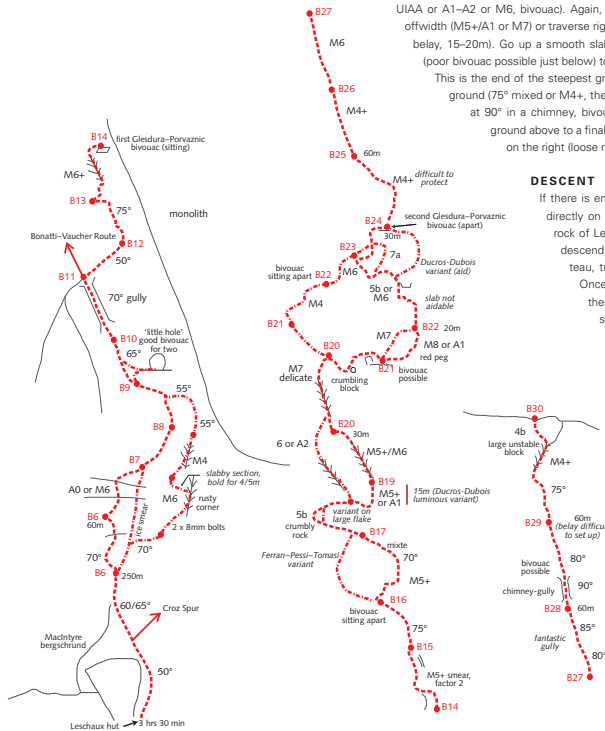 UIAA or A1–A2 or M6, bivouac). Again,
offwidth (M5+/A1 or M7) or traverse rig
belay, 15–20m). Go up a smooth slab
(poor bivouac possible just below) to
This is the end of the steepest gr
ground (75° mixed or M4+, the
at 90° in a chimney, bivou
ground above to a final
on the right (loose r
DESCENT
If there is en
directly on
rock of Le
descend
teau, tr
Once
the
s
B14
first Glesdura–Porvaznic
bivouac (sitting)
M6+
B13
75°
monolith
Bonatti–Vaucher Route
B12
50°
B11
70° gully
B10
'little hole'
good bivouac
for two
65°
B9
55°
B8
55°
B7
M4
slabby section,
bold for 4/5m
A0 or M6
M6
rusty
corner
B6
60m
ice smear
2 x 8mm bolts
70°
70°
B6
250m
60/65°
Croz Spur
MacIntyre
bergschrund
50°
Leschaux hut
3 hrs 30 min
B27
M6
B26
M4+
B25
60m
M4+
difficult to
protect
B24
second Glesdura–Porvaznic
bivouac (apart)
30m
B23
7a
Ducros-Dubois
variant (aid)
bivouac
sitting apart
B22
M6
5b or
M6
slab not
aidable
M4
B21
B22
20m
B20
M7
M8 or A1
red peg
M7
delicate
crumbling
block
B21
bivouac
possible
B20
30m
6 or A2
M5+/M6
B19
M5+
or A1
15m (Ducros-Dubois
luminous variant)
5b
crumbly
rock
variant on
large flake
B17
mixte
Ferran–Pessi–Tomasi
variant
70°
M5+
B16
bivouac
sitting apart
75°
B15
M5+ smear,
factor 2
B14
B30
4b
large unstable
block
M4+
75°
B29
60m
(belay difficult
to set up)
80°
bivouac
possible
chimney-gully
90°
B28
60m
85°
fantastic
gully
80°
B27